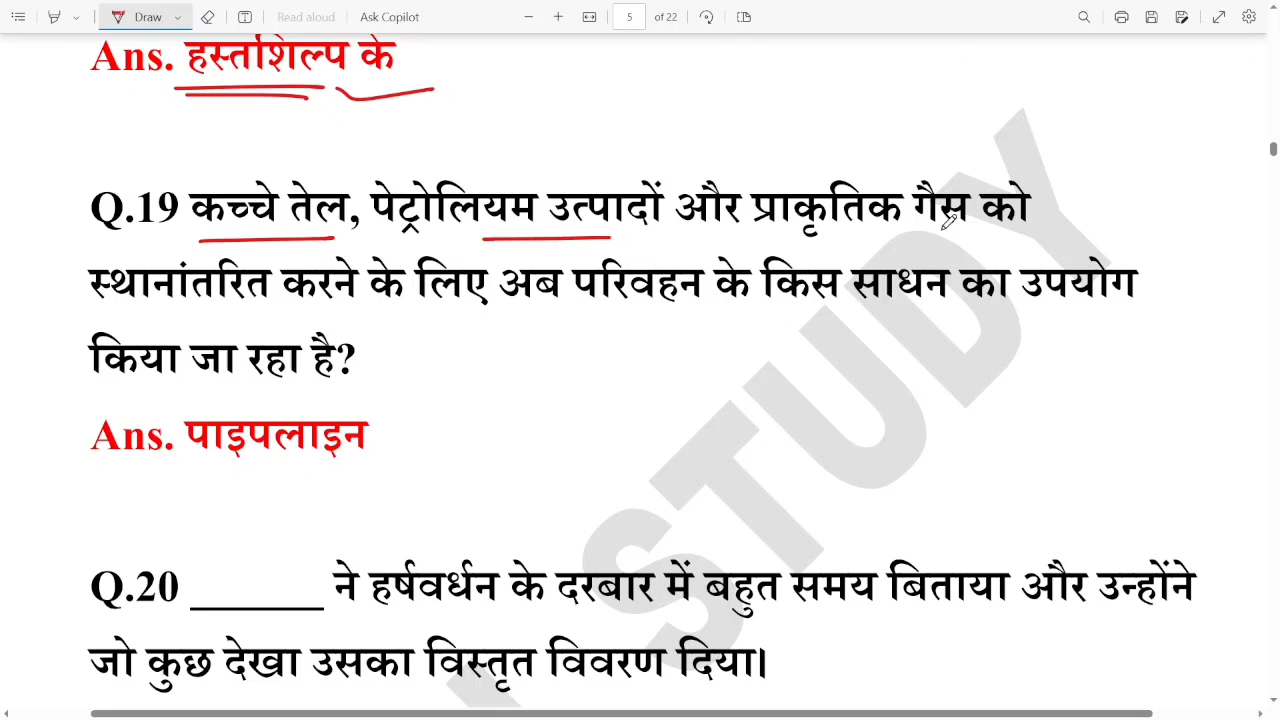 Draw
Read aloud
Ask Copilot
5
of 22
Ans. हस्तशिल्प के
Q.19 कच्चे तेल, पेट्रोलियम उत्पादों और प्राकृतिक गैस को
स्थानांतरित करने के लिए अब परिवहन के किस साधन का उपयोग
किया जा रहा है?
Ans. पाइपलाइन
Q.20 ______ ने हर्षवर्धन के दरबार में बहुत समय बिताया और उन्होंने
जो कुछ देखा उसका विस्तृत विवरण दिया।
STUDY